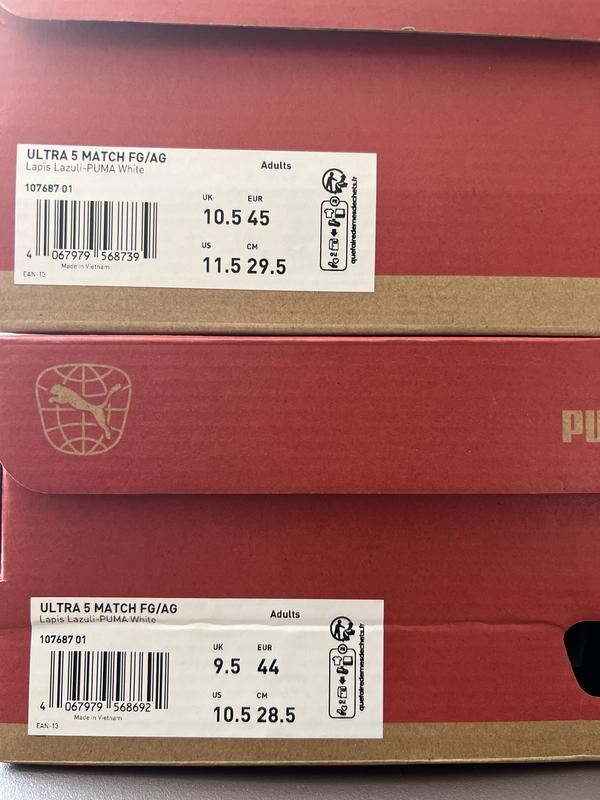 ULTRA 5 MATCH FG/AG
Lapis Lazuli-PUMA White
Adults
107687 01
UK EUR
10.5 45
US CM
11.5 29.5
4 067979 568739
Made in Vietnam
EAN-13
quefairedemesdechets.fr
PU
ULTRA 5 MATCH FG/AG
Lapis Lazuli-PUMA White
Adults
107687 01
UK EUR
9.5 44
US CM
10.5 28.5
4 067979 568692
Made in Vietnam
EAN-13
quefairedemesdechets.fr